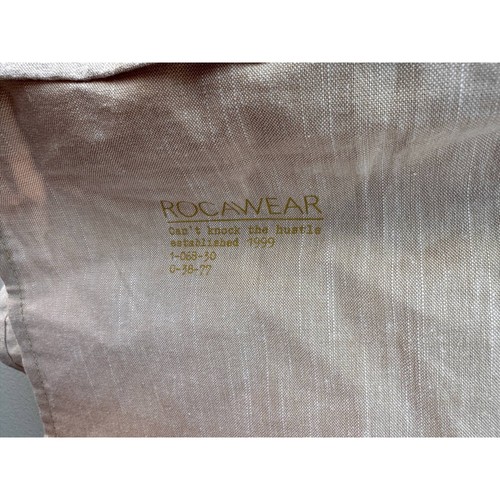 ROCAWEAR
Can't knock the hustle
established 1999
1-068-30
0-38-77